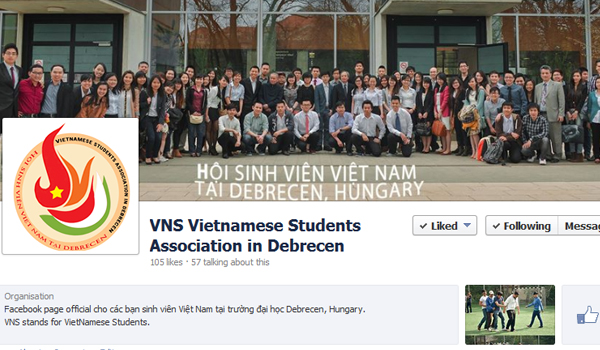 HỘI SINH VIÊN VIỆT NAM
TẠI DEBRECEN, HUNGARY
VIETNAMESE STUDENTS ASSOCIATION IN DEBRECEN
HỘI SINH VIÊN VIỆT NAM TẠI DEBRECEN
VNS Vietnamese Students
Association in Debrecen
105 likes · 57 talking about this
✓ Liked
✓ Following
Messag
Organisation
Facebook page official cho các bạn sinh viên Việt Nam tại trường đại học Debrecen, Hungary.
VNS stands for VietNamese Students.